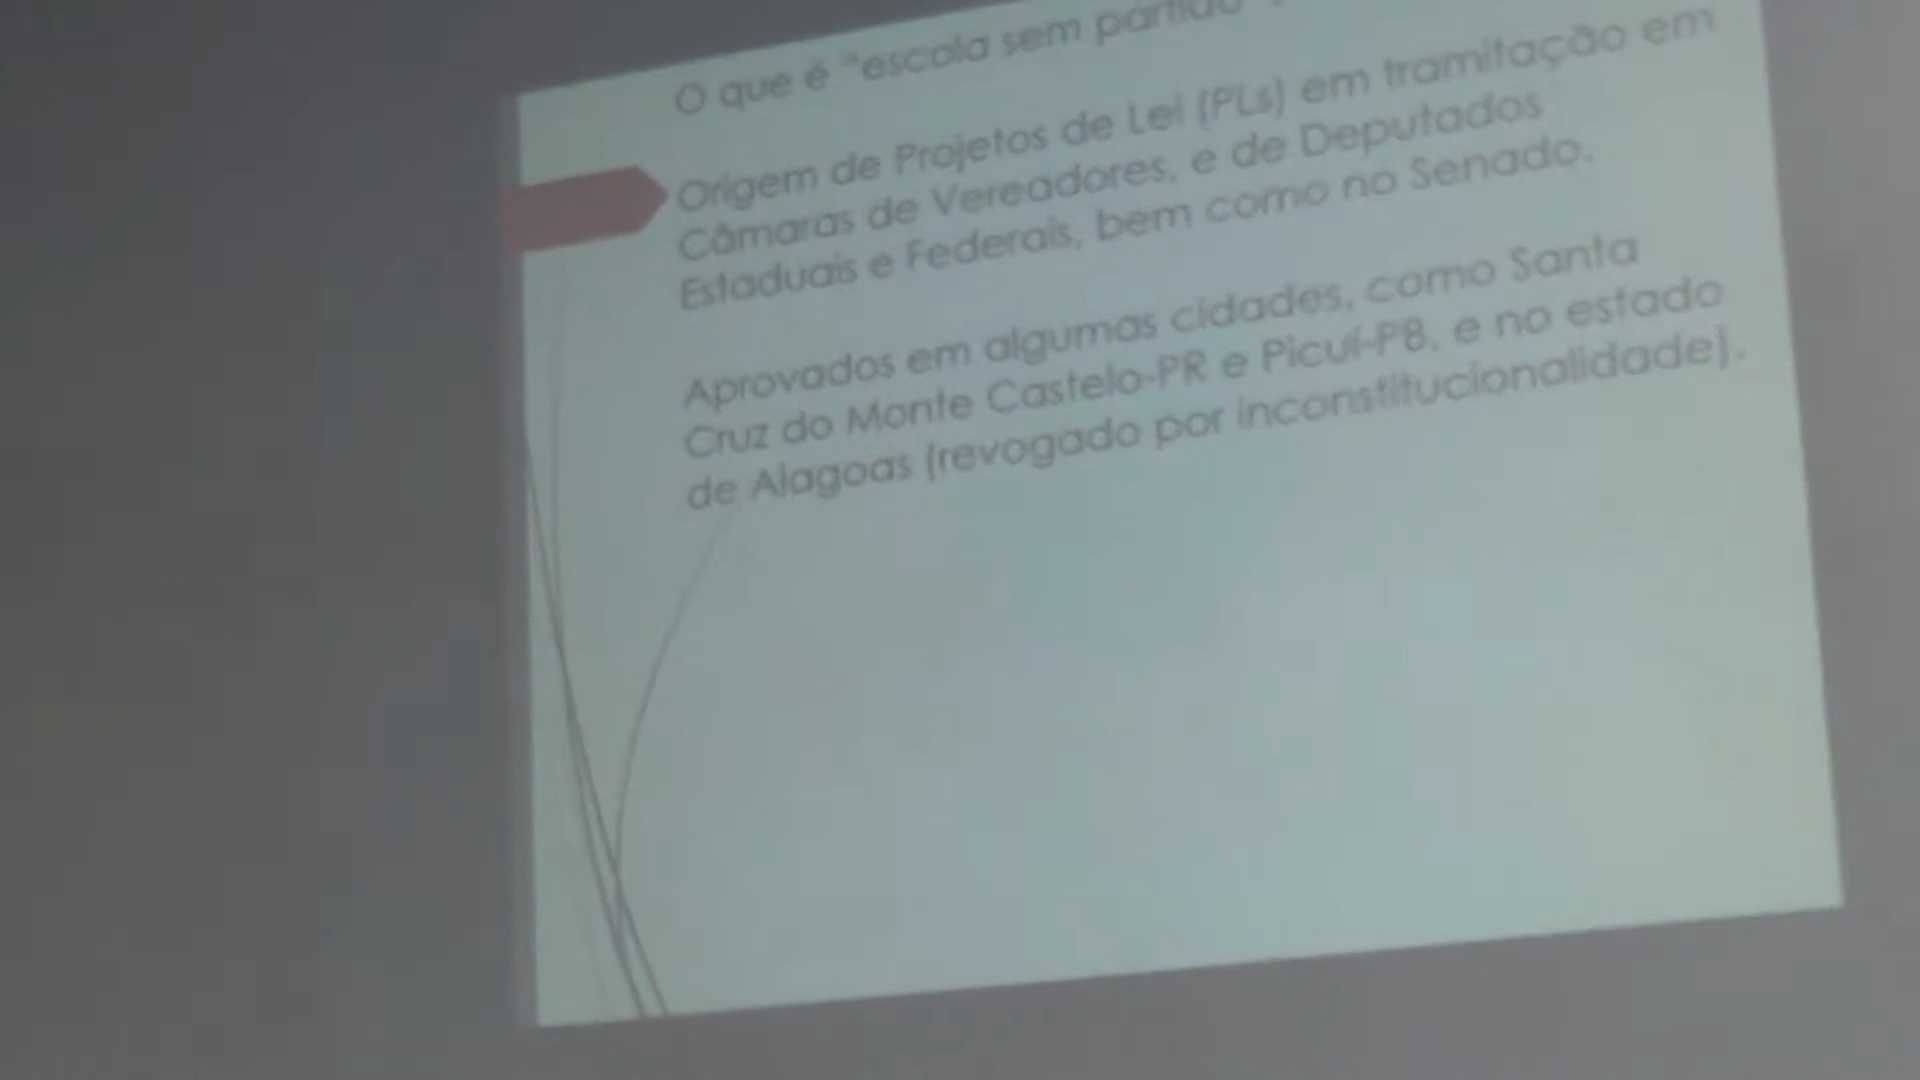 O que é "escola sem partido"
Origem de Projetos de Lei (PLs) em tramitação em
Câmaras de Vereadores, e de Deputados
Estaduais e Federais, bem como no Senado.
Aprovados em algumas cidades, como Santa
Cruz do Monte Castelo-PR e Picuí-PB, e no estado
de Alagoas (revogado por inconstitucionalidade).